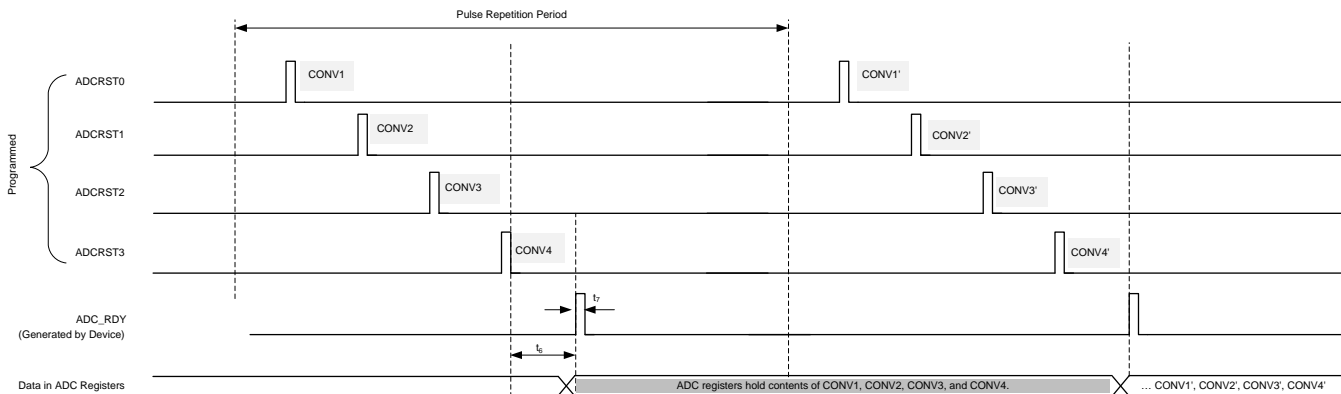 Pulse Repetition Period
Programmed
ADCRST0
CONV1
CONV1'
ADCRST1
CONV2
CONV2'
ADCRST2
CONV3
CONV3'
ADCRST3
CONV4
CONV4'
ADC_RDY
(Generated by Device)
t7
t6
Data in ADC Registers
ADC registers hold contents of CONV1, CONV2, CONV3, and CONV4.
... CONV1', CONV2', CONV3', CONV4'